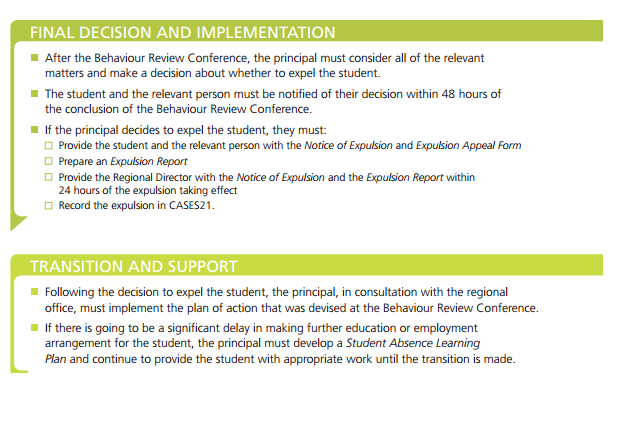 FINAL DECISION AND IMPLEMENTATION
After the Behaviour Review Conference, the principal must consider all of the relevant
matters and make a decision about whether to expel the student.
The student and the relevant person must be notified of their decision within 48 hours of
the conclusion of the Behaviour Review Conference.
If the principal decides to expel the student, they must:
Provide the student and the relevant person with the Notice of Expulsion and Expulsion Appeal Form
Prepare an Expulsion Report
Provide the Regional Director with the Notice of Expulsion and the Expulsion Report within
24 hours of the expulsion taking effect
Record the expulsion in CASES21.
TRANSITION AND SUPPORT
Following the decision to expel the student, the principal, in consultation with the regional
office, must implement the plan of action that was devised at the Behaviour Review Conference.
If there is going to be a significant delay in making further education or employment
arrangement for the student, the principal must develop a Student Absence Learning
Plan and continue to provide the student with appropriate work until the transition is made.